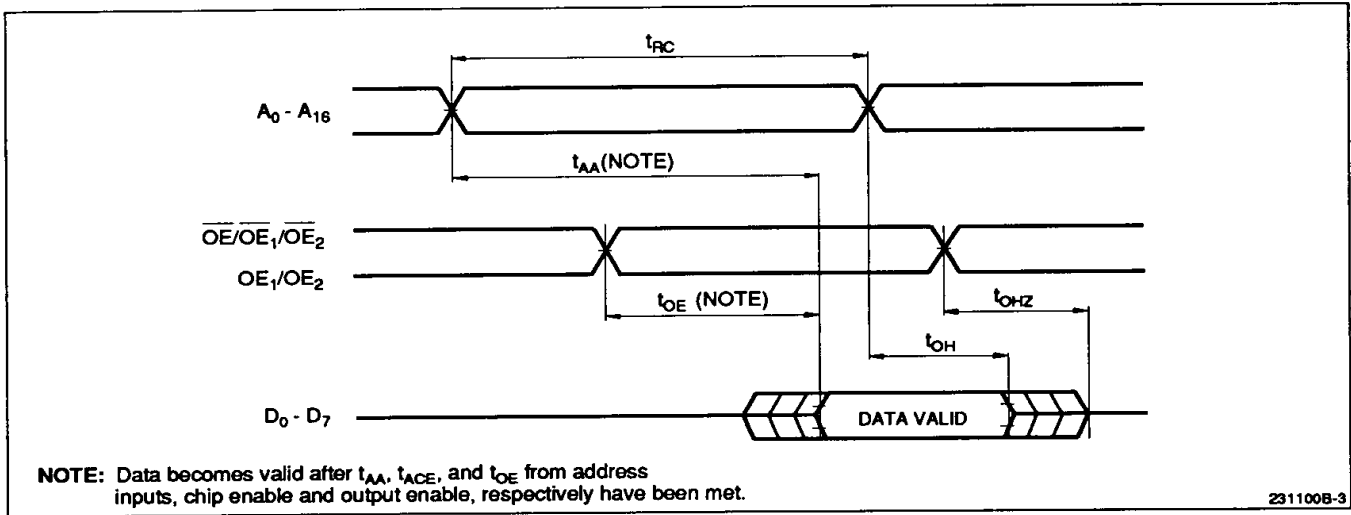 tRC
A0 - A16
tAA(NOTE)
OE/OE1/OE2
OE1/OE2
tOE (NOTE)
tOHZ
tOH
D0 - D7
DATA VALID
NOTE: Data becomes valid after tAA, tACE, and tOE from address
inputs, chip enable and output enable, respectively have been met.
231100B-3